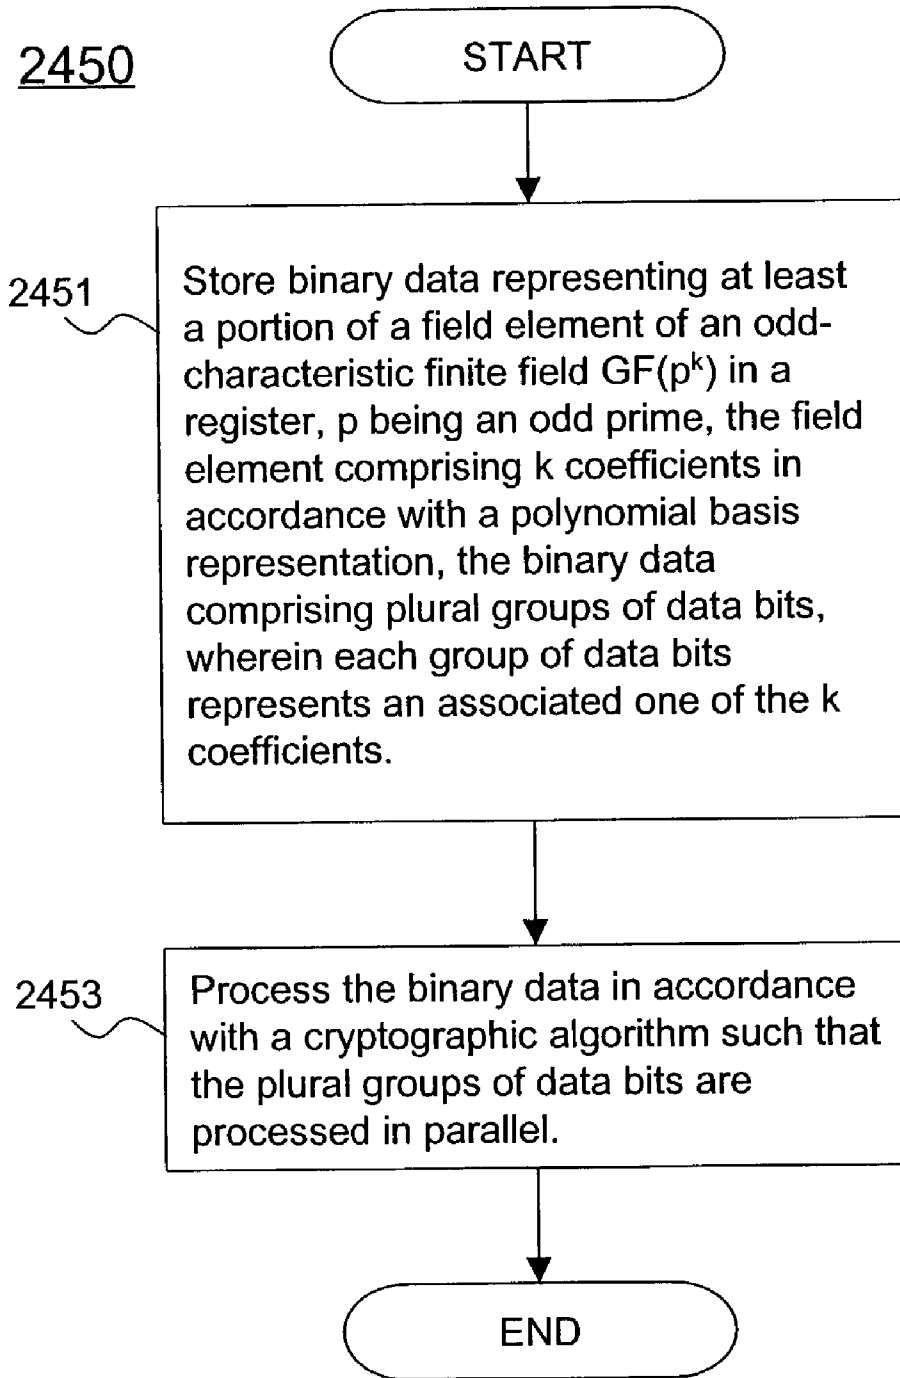 2450
START
2451
Store binary data representing at least
a portion of a field element of an odd-
characteristic finite field GF(p^k) in a
register, p being an odd prime, the field
element comprising k coefficients in
accordance with a polynomial basis
representation, the binary data
comprising plural groups of data bits,
wherein each group of data bits
represents an associated one of the k
coefficients.
2453
Process the binary data in accordance
with a cryptographic algorithm such that
the plural groups of data bits are
processed in parallel.
END